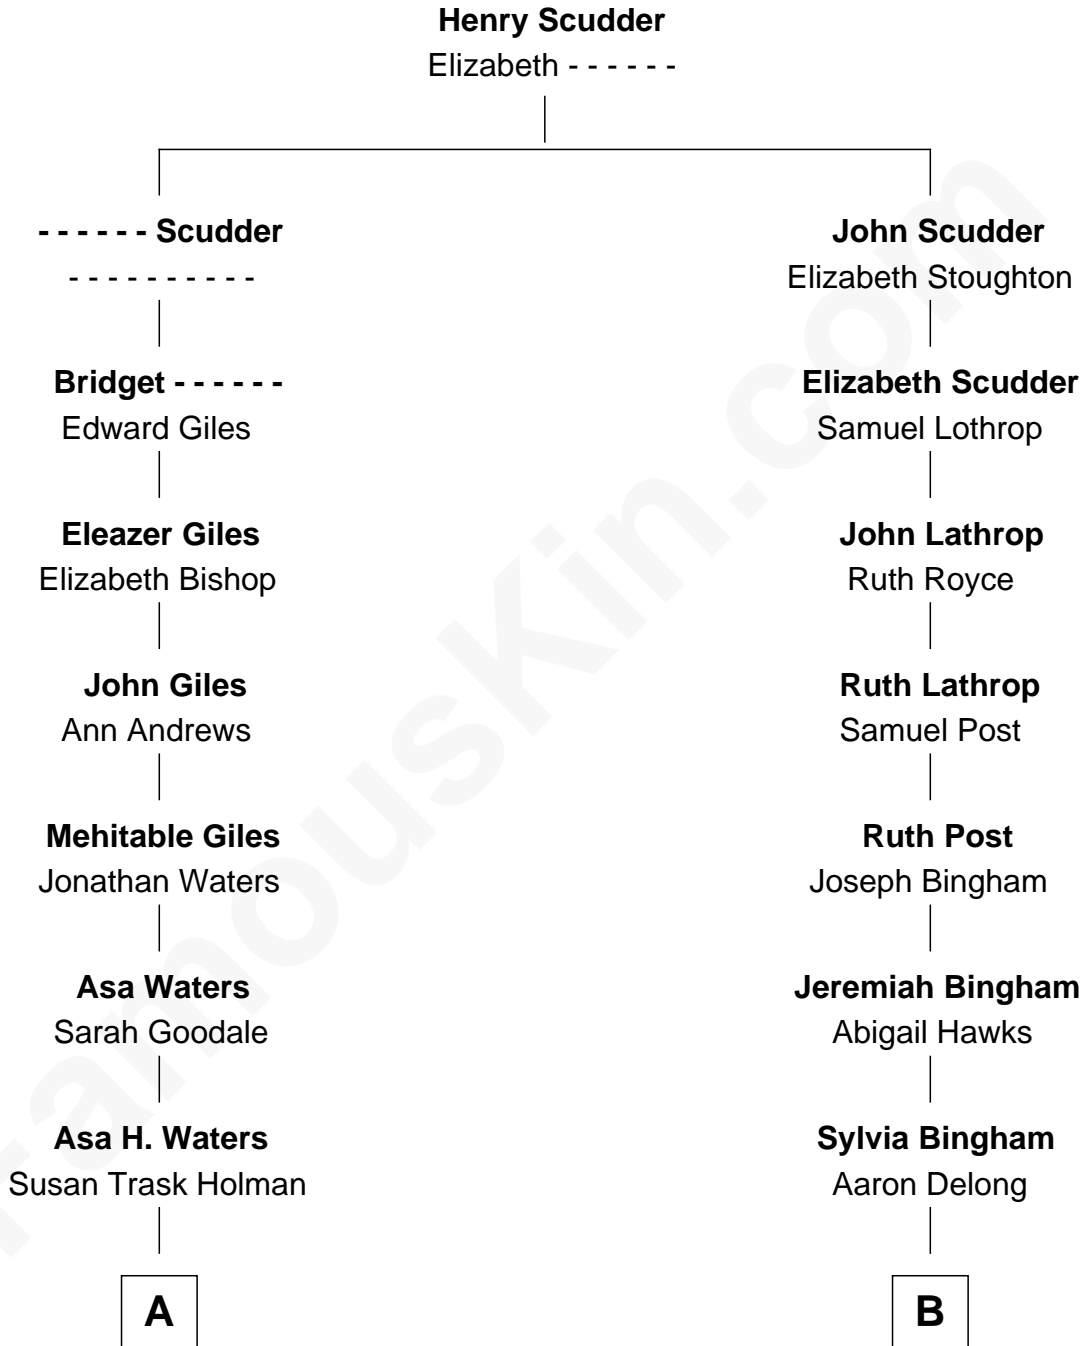 Henry Scudder
Elizabeth - - - - - -
- - - - - - Scudder
- - - - - - - - - -
Bridget - - - - - -
Edward Giles
Eleazer Giles
Elizabeth Bishop
John Giles
Ann Andrews
Mehitable Giles
Jonathan Waters
Asa Waters
Sarah Goodale
Asa H. Waters
Susan Trask Holman
A
John Scudder
Elizabeth Stoughton
Elizabeth Scudder
Samuel Lothrop
John Lathrop
Ruth Royce
Ruth Lathrop
Samuel Post
Ruth Post
Joseph Bingham
Jeremiah Bingham
Abigail Hawks
Sylvia Bingham
Aaron Delong
B
FamousKin.com